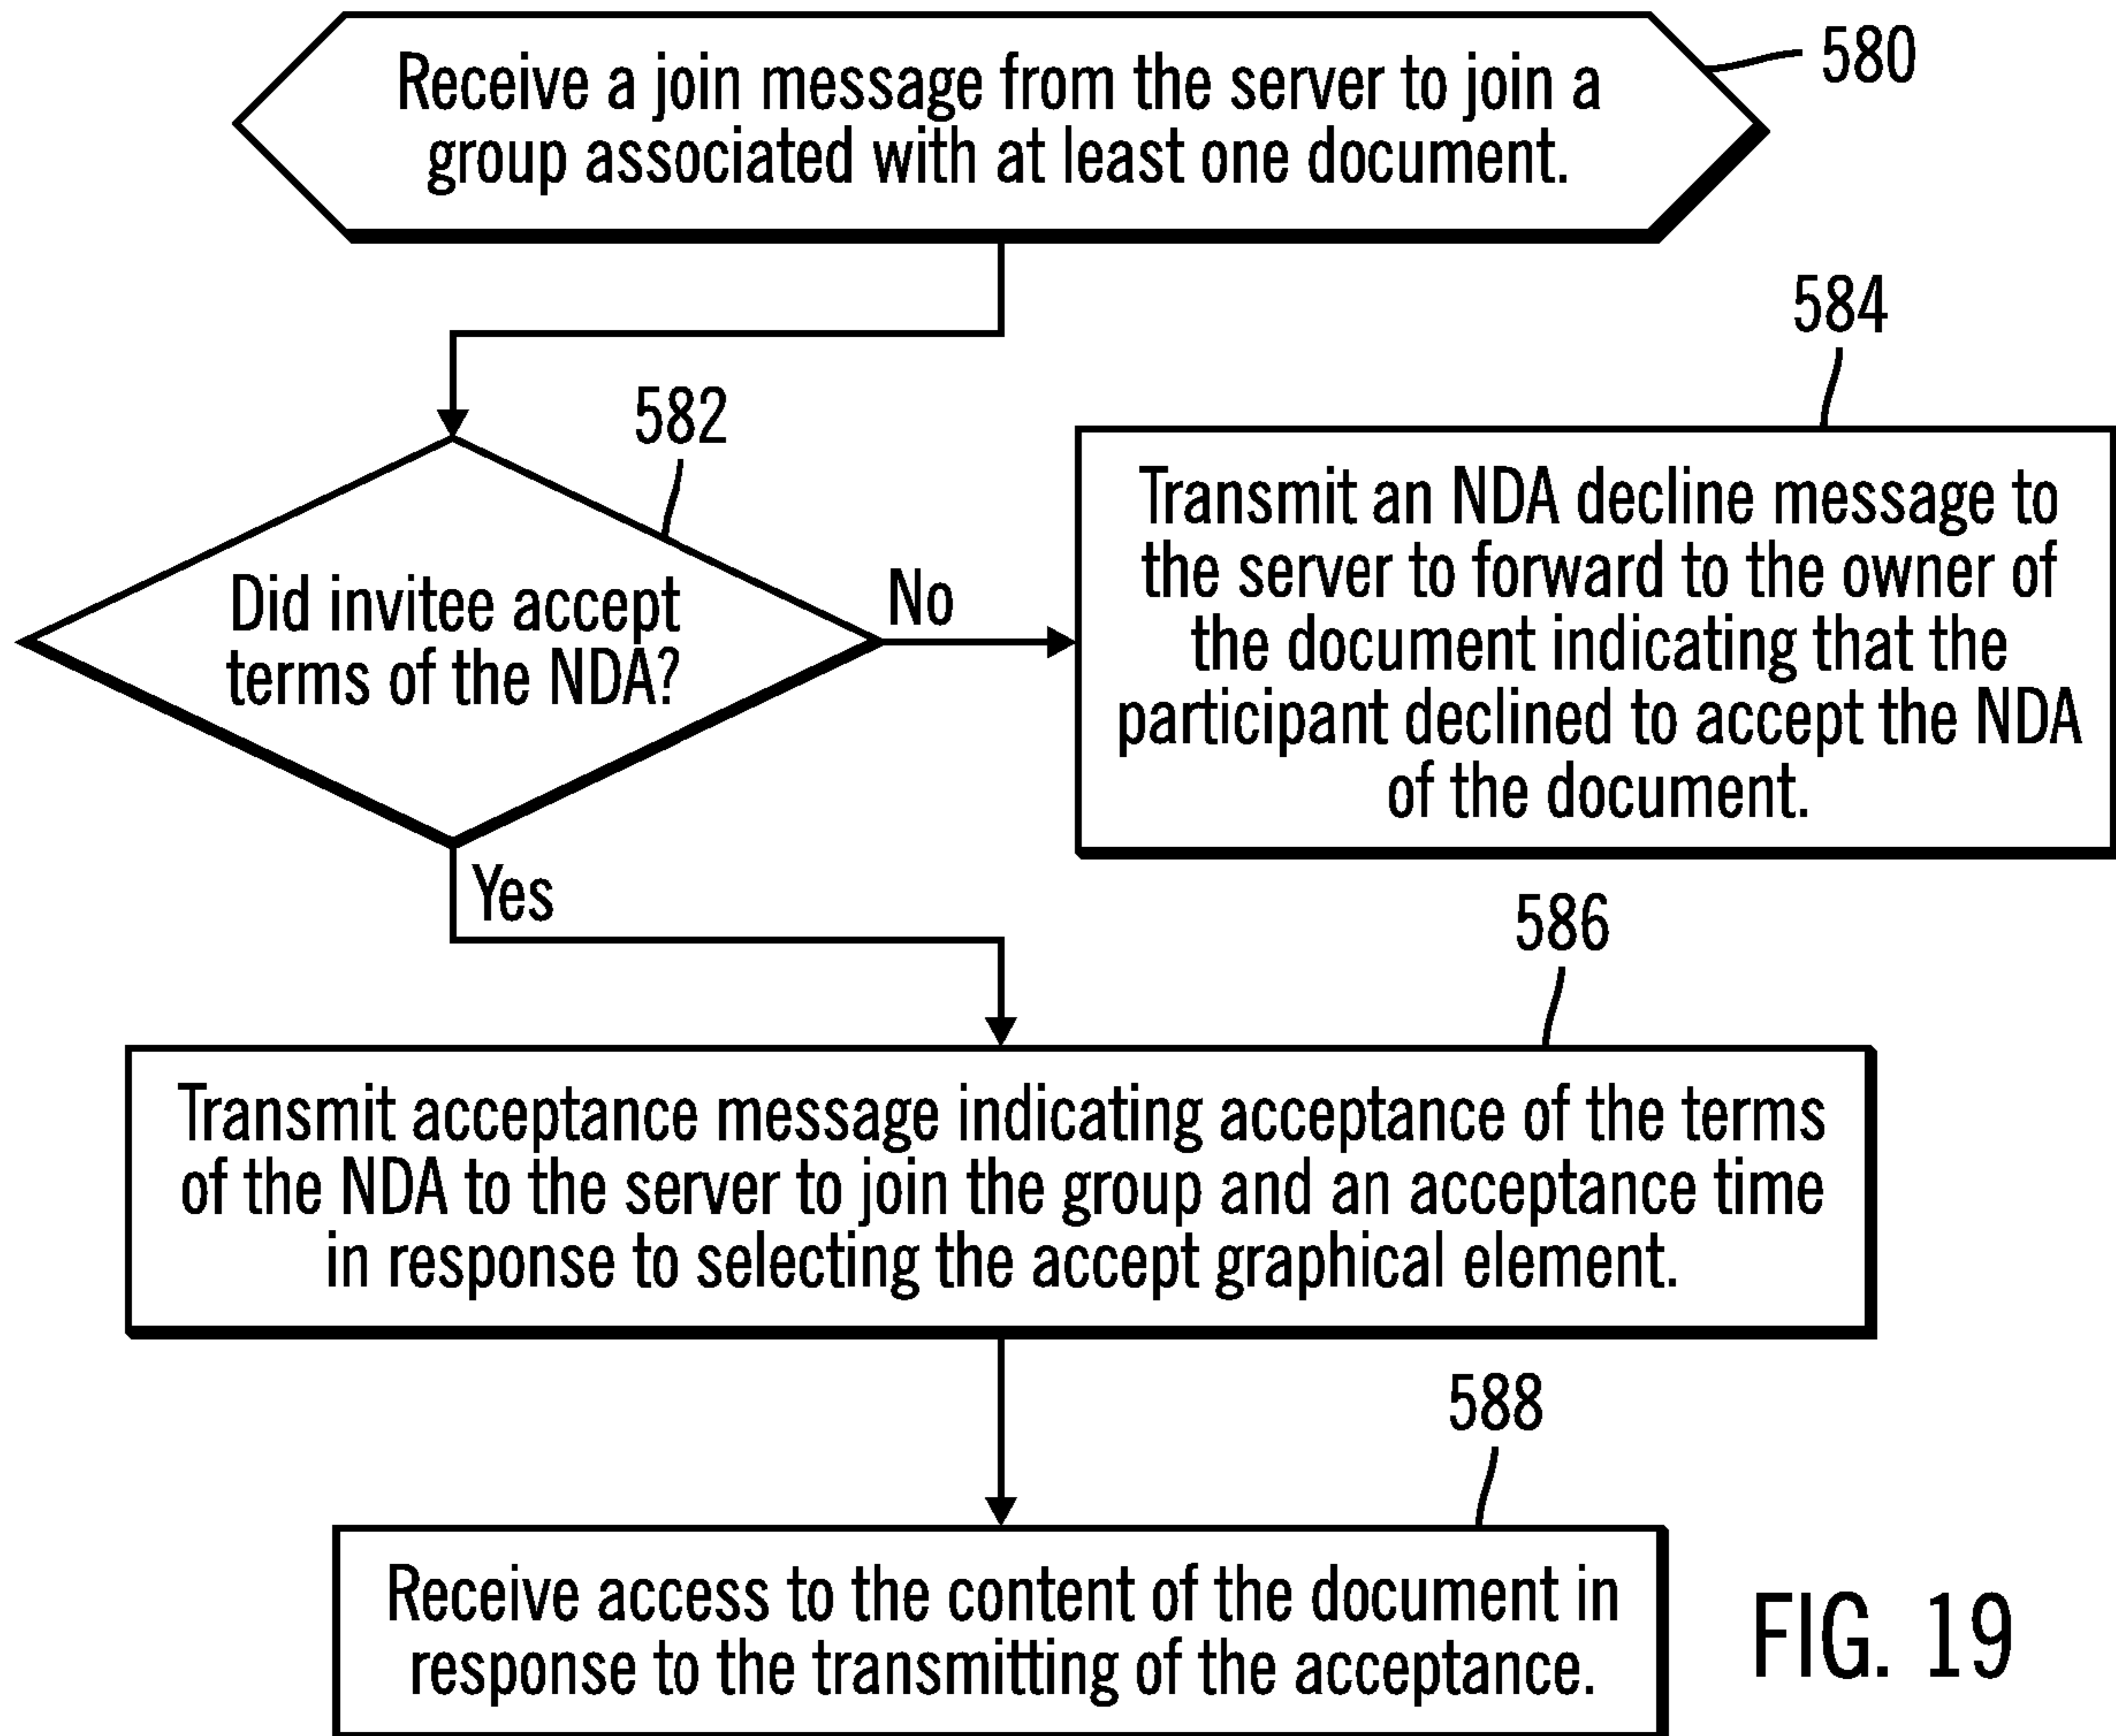 Receive a join message from the server to join a
group associated with at least one document.
580
582
Did invitee accept
terms of the NDA?
No
584
Transmit an NDA decline message to
the server to forward to the owner of
the document indicating that the
participant declined to accept the NDA
of the document.
Yes
586
Transmit acceptance message indicating acceptance of the terms
of the NDA to the server to join the group and an acceptance time
in response to selecting the accept graphical element.
588
Receive access to the content of the document in
response to the transmitting of the acceptance.
FIG. 19